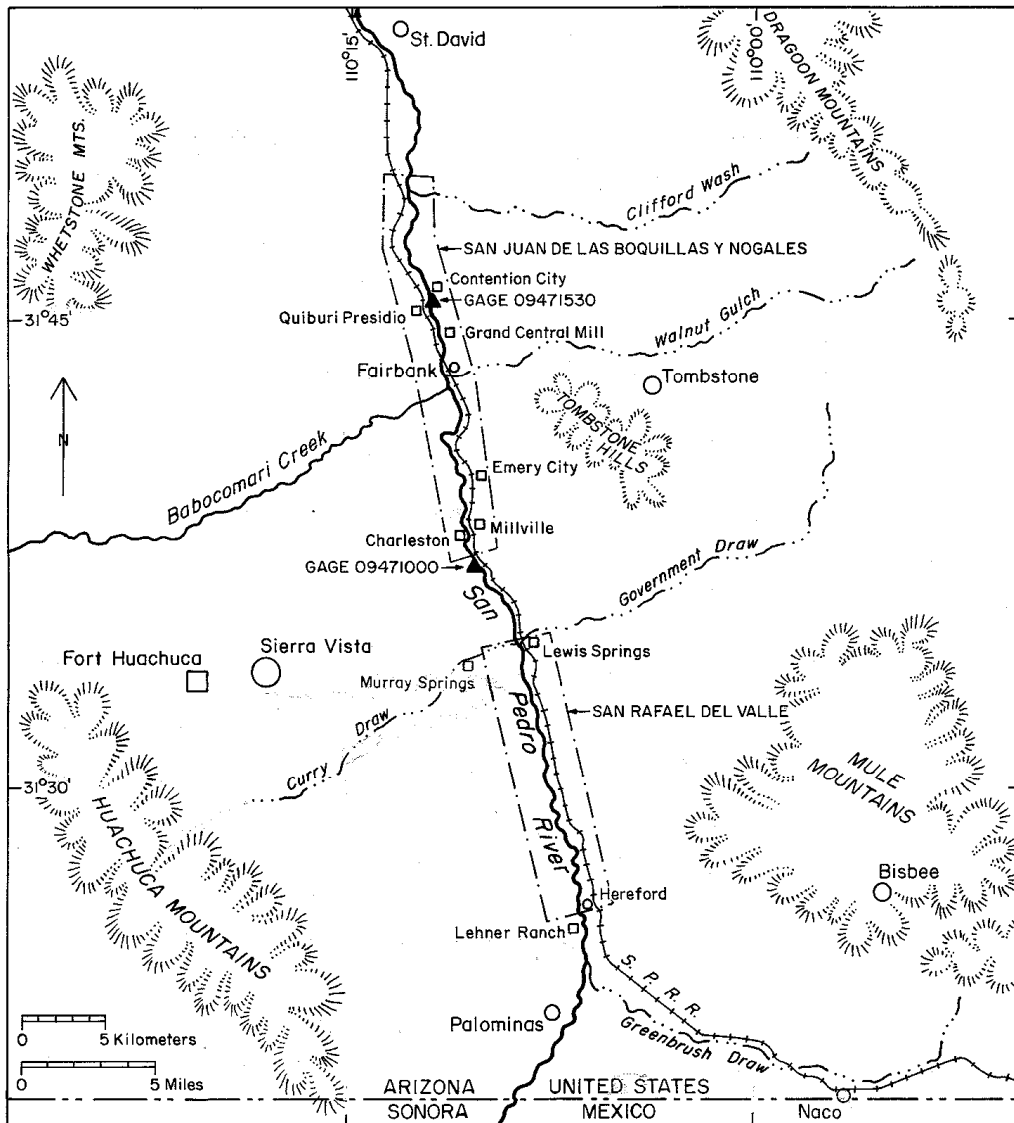 St. David
110°15'
110°00'
DRAGOON MOUNTAINS
WHETSTONE MTS.
Clifford Wash
SAN JUAN DE LAS BOQUILLAS Y NOGALES
Contention City
GAGE 09471530
31°45'
Quiburi Presidio
Grand Central Mill
Walnut Gulch
Fairbank
Tombstone
N
TOMBSTONE
HILLS
Babocomari Creek
Emery City
Millville
Charleston
GAGE 09471000
Government Draw
San
Pedro
River
Lewis Springs
Sierra Vista
Fort Huachuca
Murray Springs
SAN RAFAEL DEL VALLE
Curry Draw
31°30'
MULE
MOUNTAINS
HUACHUCA MOUNTAINS
Bisbee
Hereford
Lehner Ranch
S. P. R. R.
Greenbrush Draw
Palominas
0 5 Kilometers
0 5 Miles
ARIZONA UNITED STATES
SONORA MEXICO
Naco